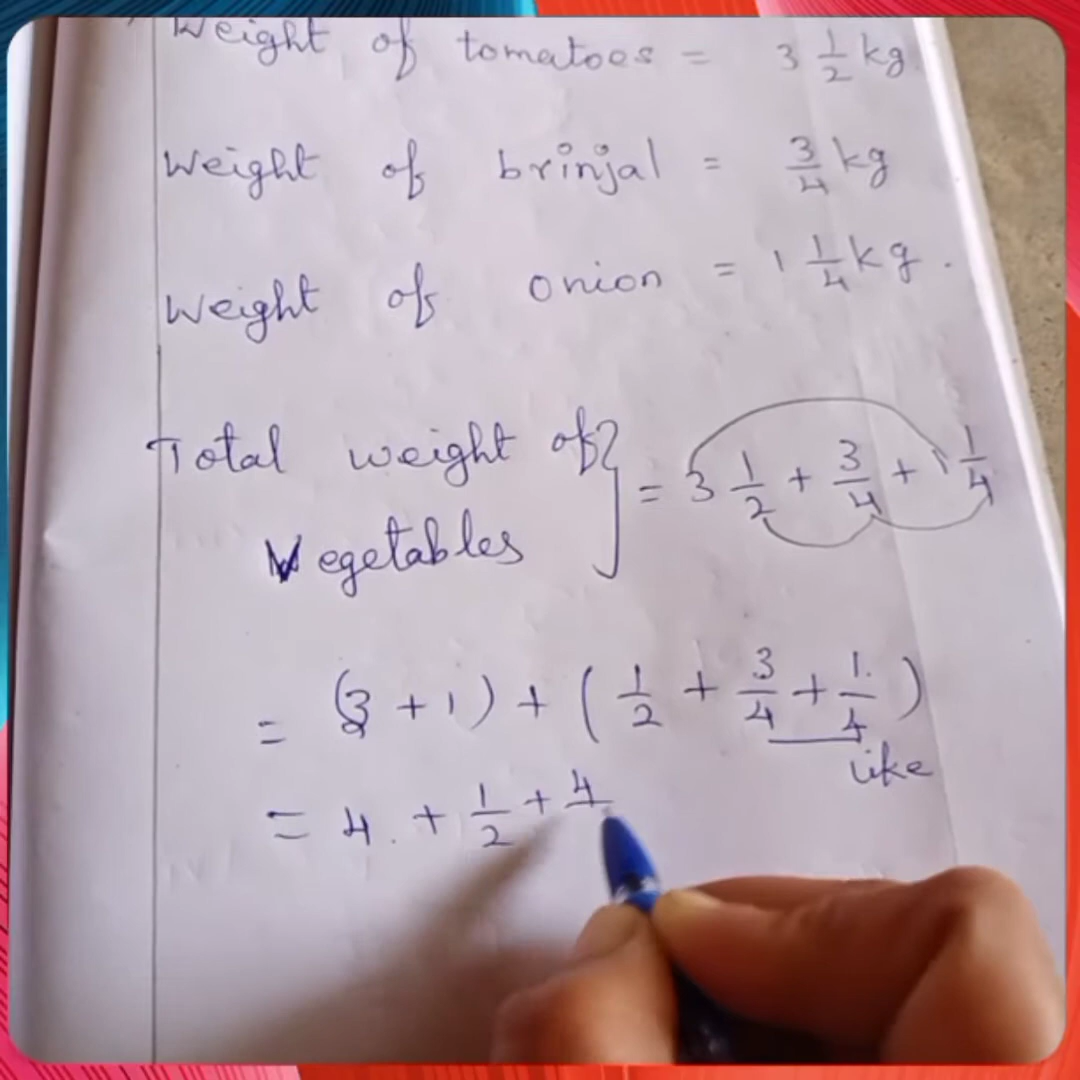 Weight of tomatoes = 3 1/2 kg
Weight of brinjal = 3/4 kg
Weight of onion = 1 1/4 kg.
Total weight of
Vegetables } = 3 1/2 + 3/4 + 1 1/4
= (3 + 1) + (1/2 + 3/4 + 1/4)
like
= 4 + 1/2 + 4/